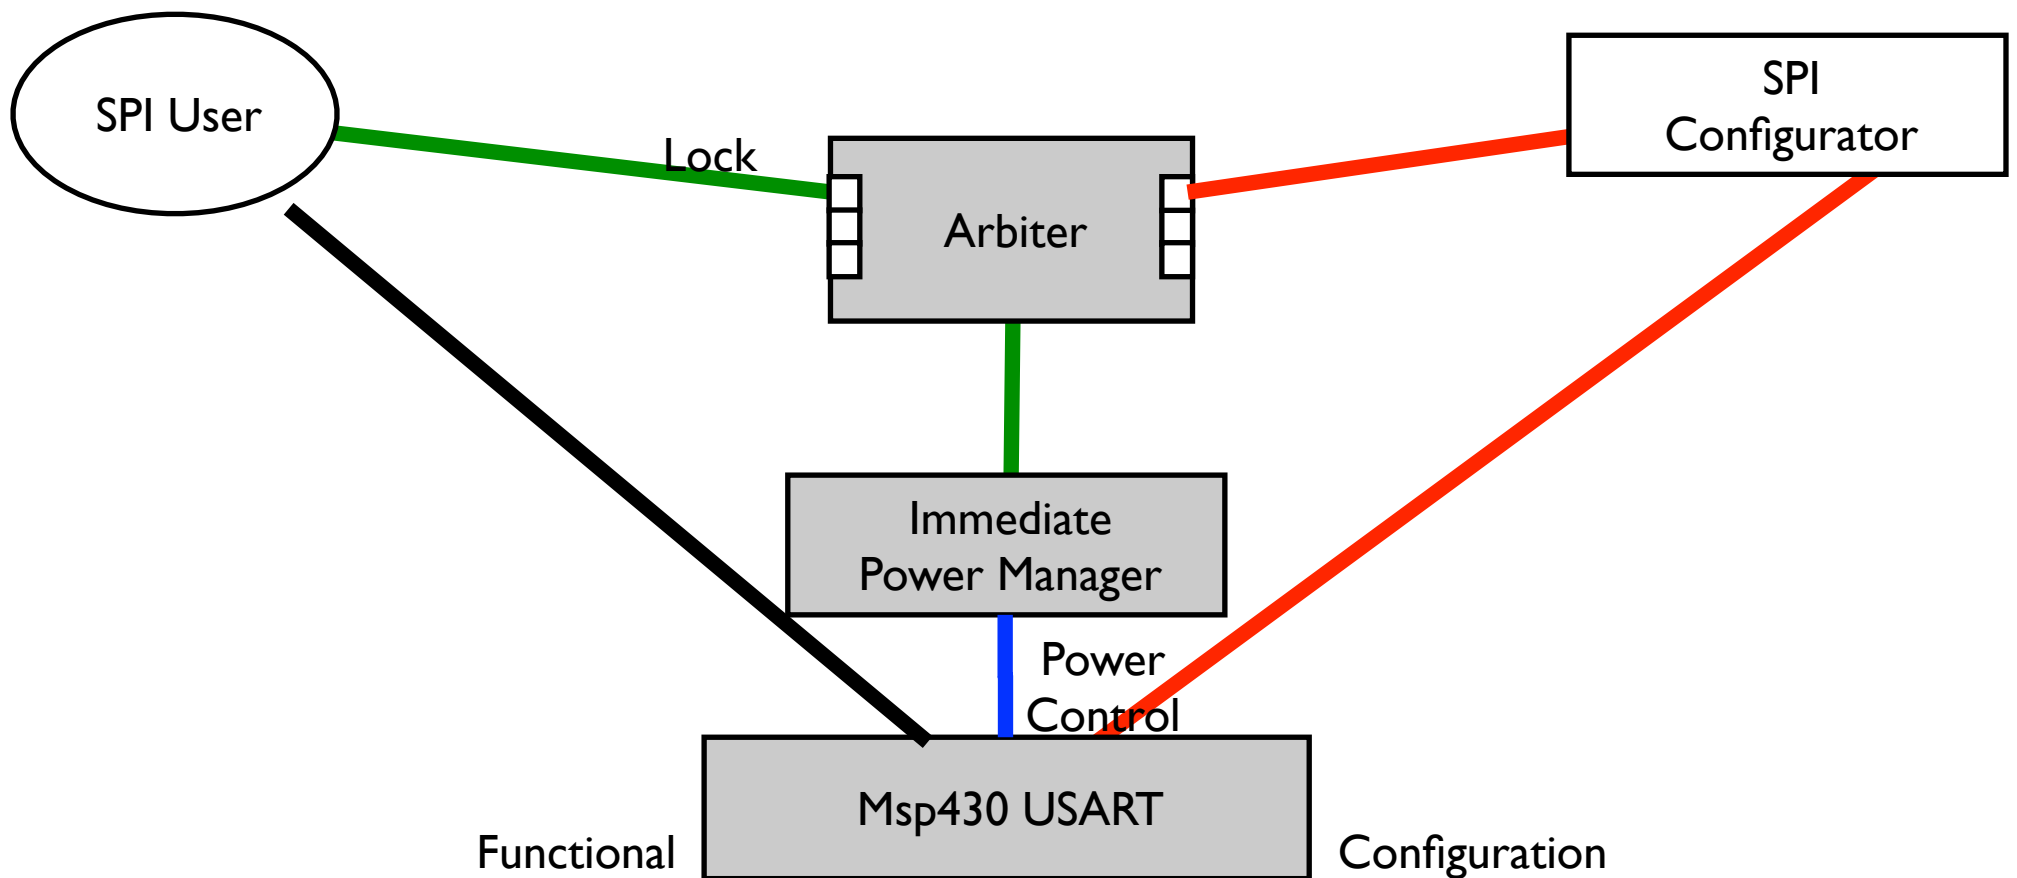 SPI User
Lock
Arbiter
SPI
Configurator
Immediate
Power Manager
Power
Control
Msp430 USART
Functional
Configuration